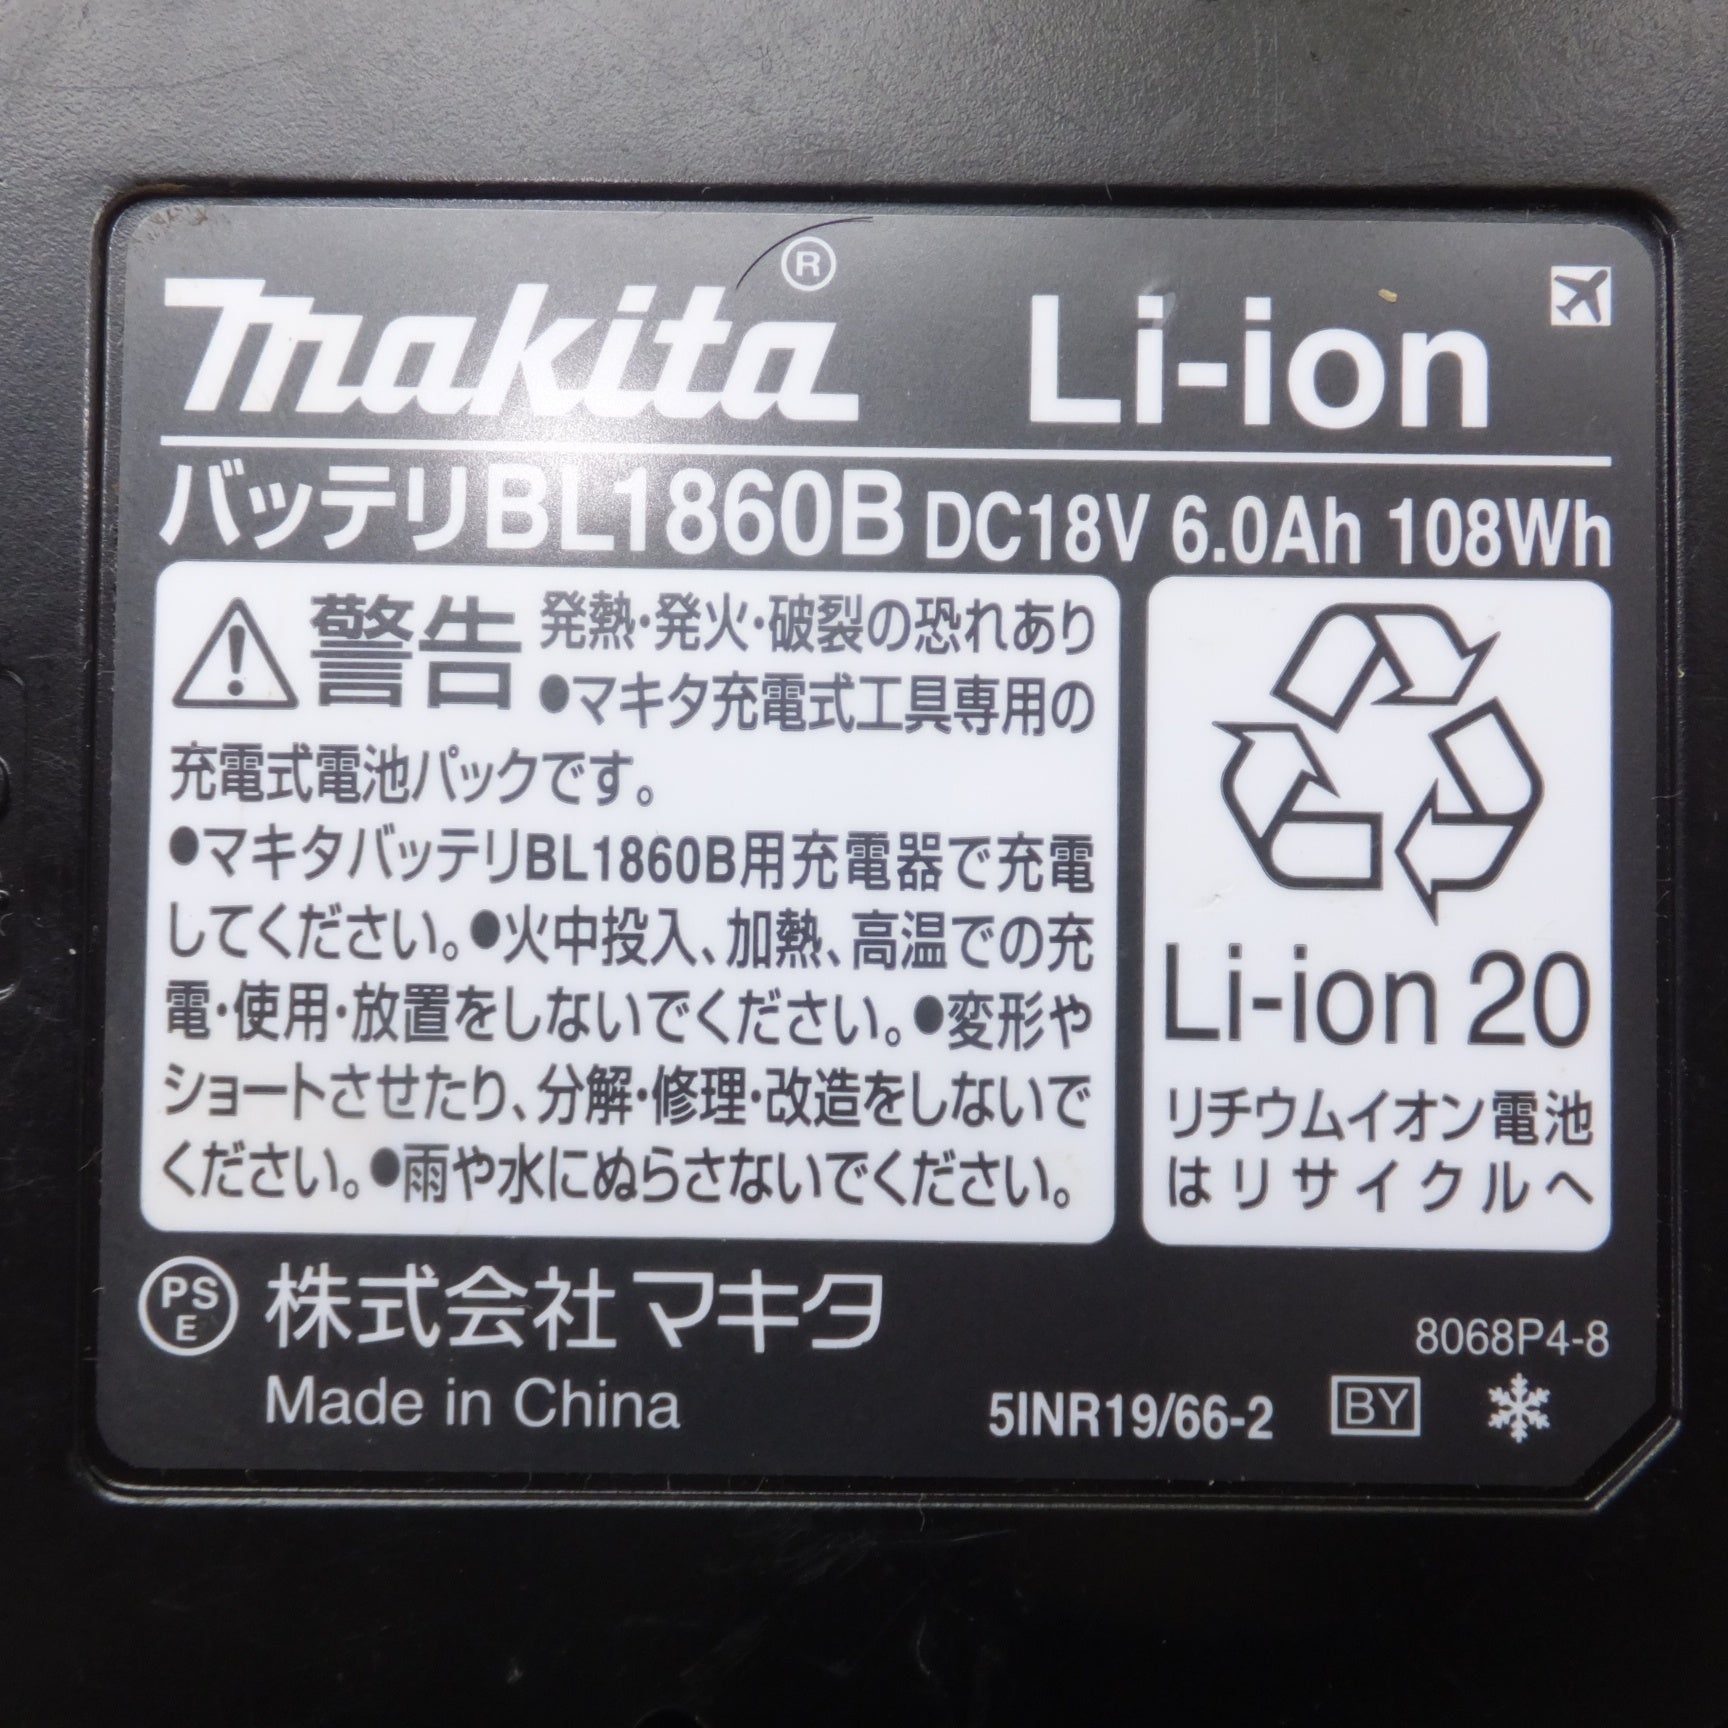 makita® Li-ion
バッテリBL1860B DC18V 6.0Ah 108Wh
警告 発熱・発火・破裂の恐れあり
●マキタ充電式工具専用の
充電式電池パックです。
●マキタバッテリBL1860B用充電器で充電
してください。●火中投入、加熱、高温での充
電・使用・放置をしないでください。●変形や
ショートさせたり、分解・修理・改造をしないで
ください。●雨や水にぬらさないでください。
Li-ion 20
リチウムイオン電池
はリサイクルへ
PS
E
株式会社マキタ
8068P4-8
Made in China
5INR19/66-2 BY